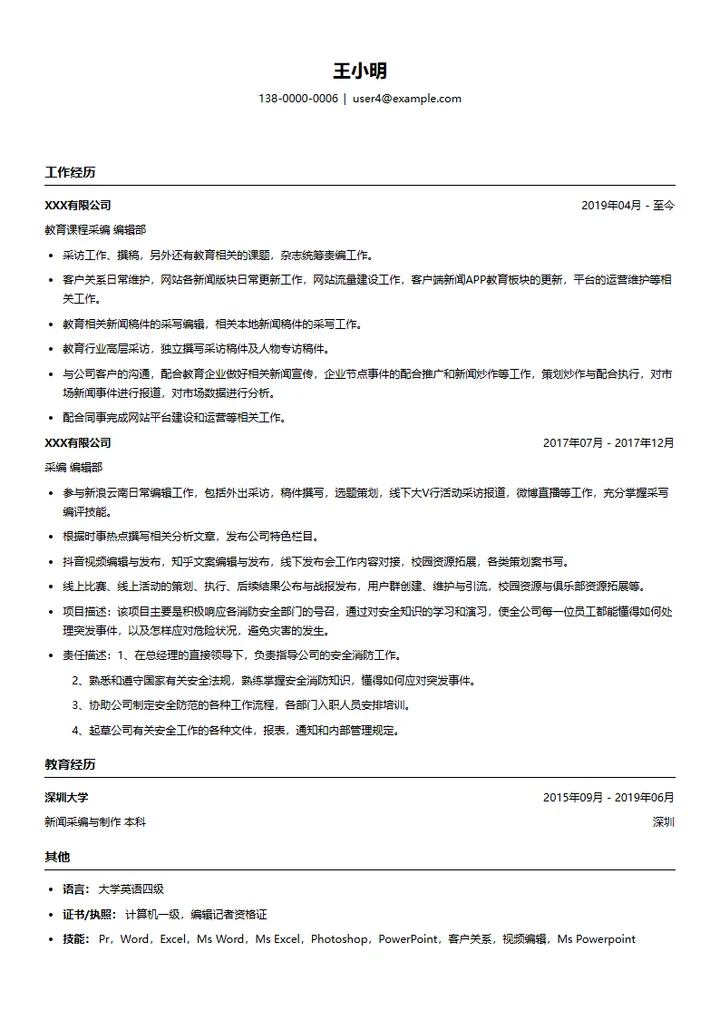 王小明
138-0000-0006 | user4@example.com
工作经历
XXX有限公司 2019年04月 - 至今
教育课程采编 编辑部
• 采访工作、撰稿，另外还有教育相关的课题，杂志统筹责编工作。
• 客户关系日常维护，网站各新闻版块日常更新工作，网站流量建设工作，客户端新闻APP教育板块的更新，平台的运营维护等相
关工作。
• 教育相关新闻稿件的采写编辑，相关本地新闻稿件的采写工作。
• 教育行业高层采访，独立撰写采访稿件及人物专访稿件。
• 与公司客户的沟通，配合教育企业做好相关新闻宣传，企业节点事件的配合推广和新闻炒作等工作，策划炒作与配合执行，对市
场新闻事件进行报道，对市场数据进行分析。
• 配合同事完成网站平台建设和运营等相关工作。
XXX有限公司 2017年07月 - 2017年12月
采编 编辑部
• 参与新浪云南日常编辑工作，包括外出采访，稿件撰写，选题策划，线下大V行活动采访报道，微博直播等工作，充分掌握采写
编评技能。
• 根据时事热点撰写相关分析文章，发布公司特色栏目。
• 抖音视频编辑与发布，知乎文案编辑与发布，线下发布会工作内容对接，校园资源拓展，各类策划案书写。
• 线上比赛、线上活动的策划、执行、后续结果公布与战报发布，用户群创建、维护与引流，校园资源与俱乐部资源拓展等。
• 项目描述：该项目主要是积极响应各消防安全部门的号召，通过对安全知识的学习和演习，使全公司每一位员工都能懂得如何处
理突发事件，以及怎样应对危险状况，避免灾害的发生。
• 责任描述：1、在总经理的直接领导下，负责指导公司的安全消防工作。
2、熟悉和遵守国家有关安全法规，熟练掌握安全消防知识，懂得如何应对突发事件。
3、协助公司制定安全防范的各种工作流程，各部门入职人员安排培训。
4、起草公司有关安全工作的各种文件，报表，通知和内部管理规定。
教育经历
深圳大学 2015年09月 - 2019年06月
新闻采编与制作 本科 深圳
其他
• 语言： 大学英语四级
• 证书/执照： 计算机一级，编辑记者资格证
• 技能： Pr，Word，Excel，Ms Word，Ms Excel，Photoshop，PowerPoint，客户关系，视频编辑，Ms Powerpoint